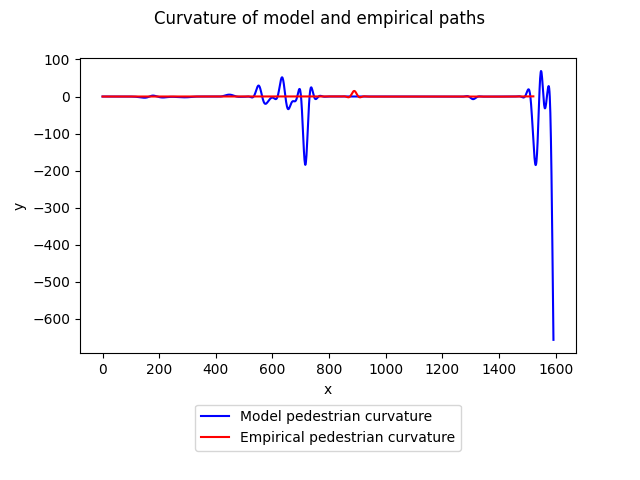 Curvature of model and empirical paths
100
0
−100
−200
−300
−400
−500
−600
y
0 200 400 600 800 1000 1200 1400 1600
x
Model pedestrian curvature
Empirical pedestrian curvature